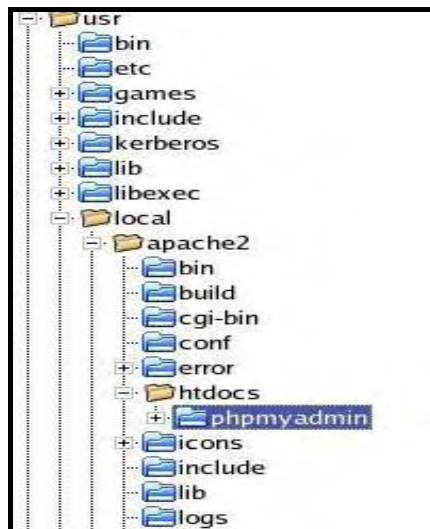 usr
bin
etc
games
include
kerberos
lib
libexec
local
apache2
bin
build
cgi-bin
conf
error
htdocs
phpmyadmin
icons
include
lib
logs